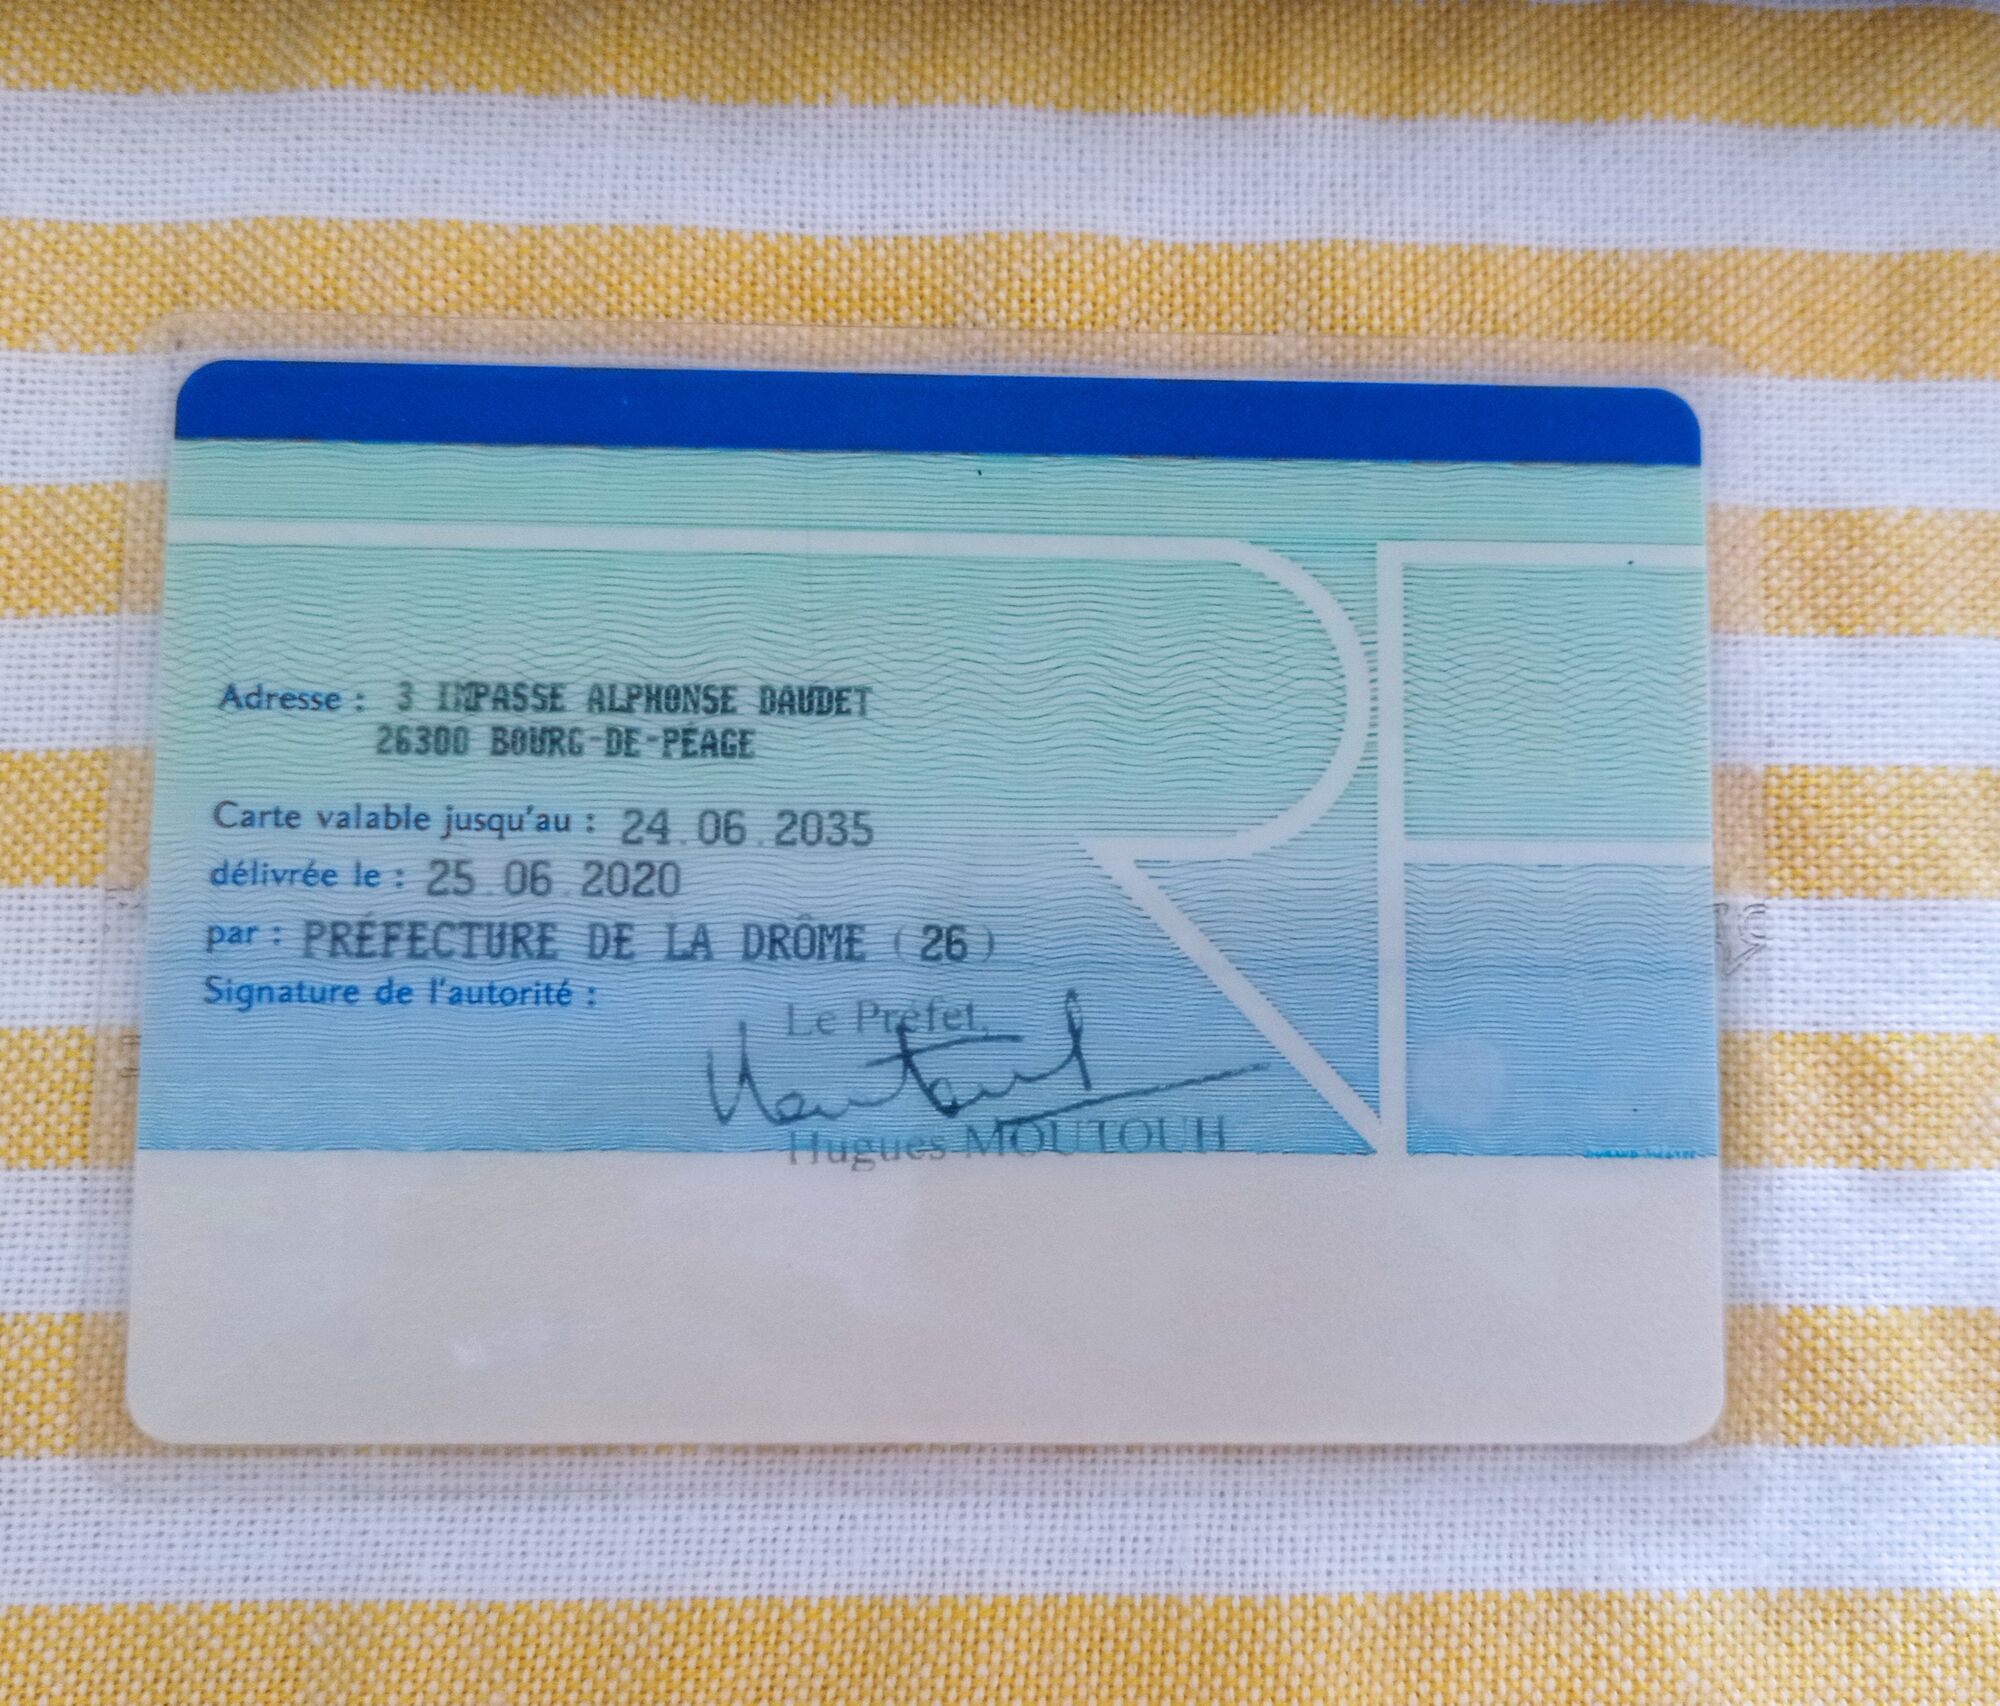 Adresse : 3 IMPASSE ALPHONSE DAUDET
26300 BOURG-DE-PÉAGE
Carte valable jusqu'au : 24.06.2035
délivrée le : 25.06.2020
par : PRÉFECTURE DE LA DRÔME (26)
Signature de l'autorité :
Le Préfet,
Hugues MOUTOUH
RF